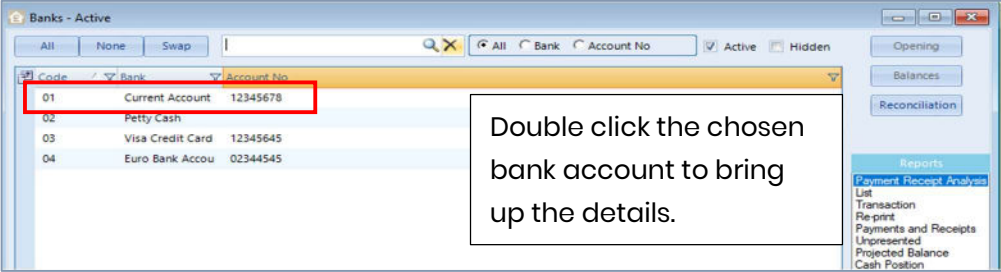 Banks - Active
All None Swap All Bank Account No Active Hidden Opening
Code Bank Account No Balances
01 Current Account 12345678 Reconciliation
02 Petty Cash
03 Visa Credit Card 12345645
04 Euro Bank Accou 02344545
Double click the chosen
bank account to bring
up the details.
Reports
Payment Receipt Analysis
List
Transaction
Re-print
Payments and Receipts
Unpresented
Projected Balance
Cash Position